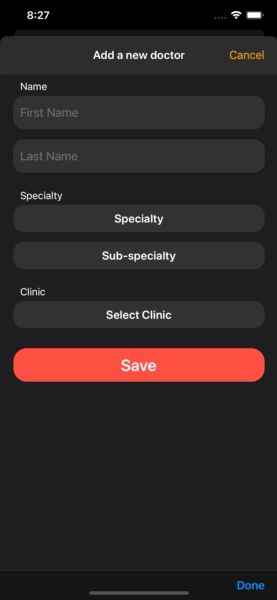 8:27
Add a new doctor
Cancel
Name
First Name
Last Name
Specialty
Specialty
Sub-specialty
Clinic
Select Clinic
Save
Done